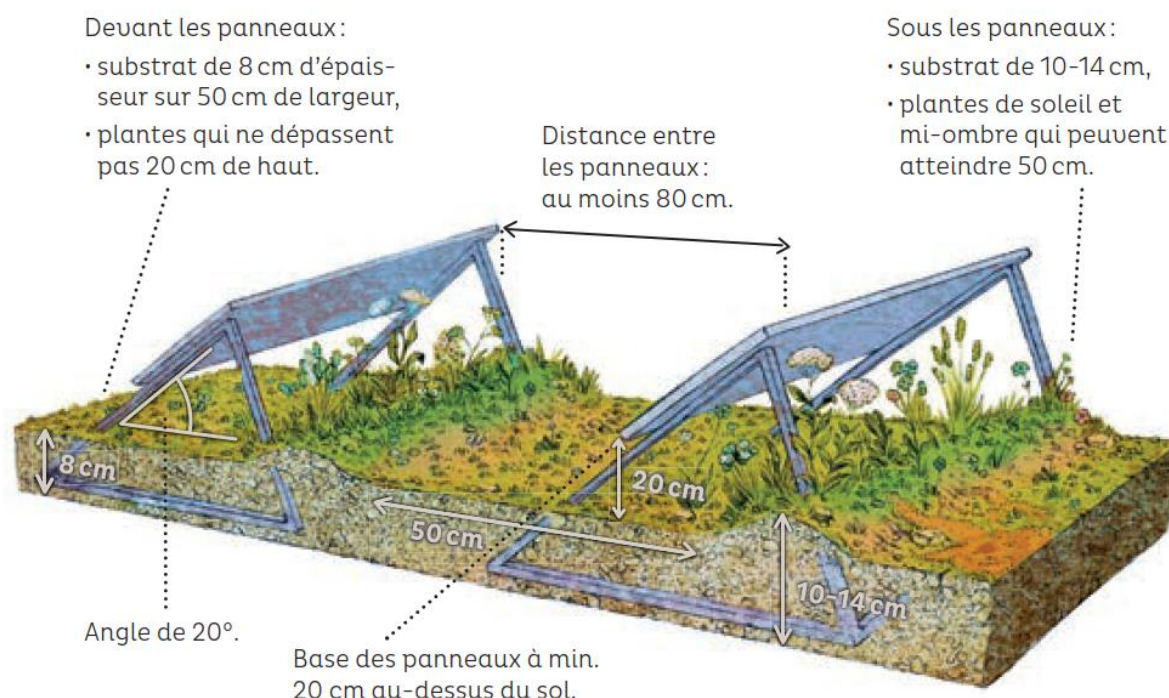 Devant les panneaux :
• substrat de 8 cm d'épais-
seur sur 50 cm de largeur,
• plantes qui ne dépassent
pas 20 cm de haut.
Distance entre
les panneaux :
au moins 80 cm.
Sous les panneaux :
• substrat de 10-14 cm,
• plantes de soleil et
mi-ombre qui peuvent
atteindre 50 cm.
8 cm
50 cm
20 cm
10-14 cm
Angle de 20°.
Base des panneaux à min.
20 cm au-dessus du sol.